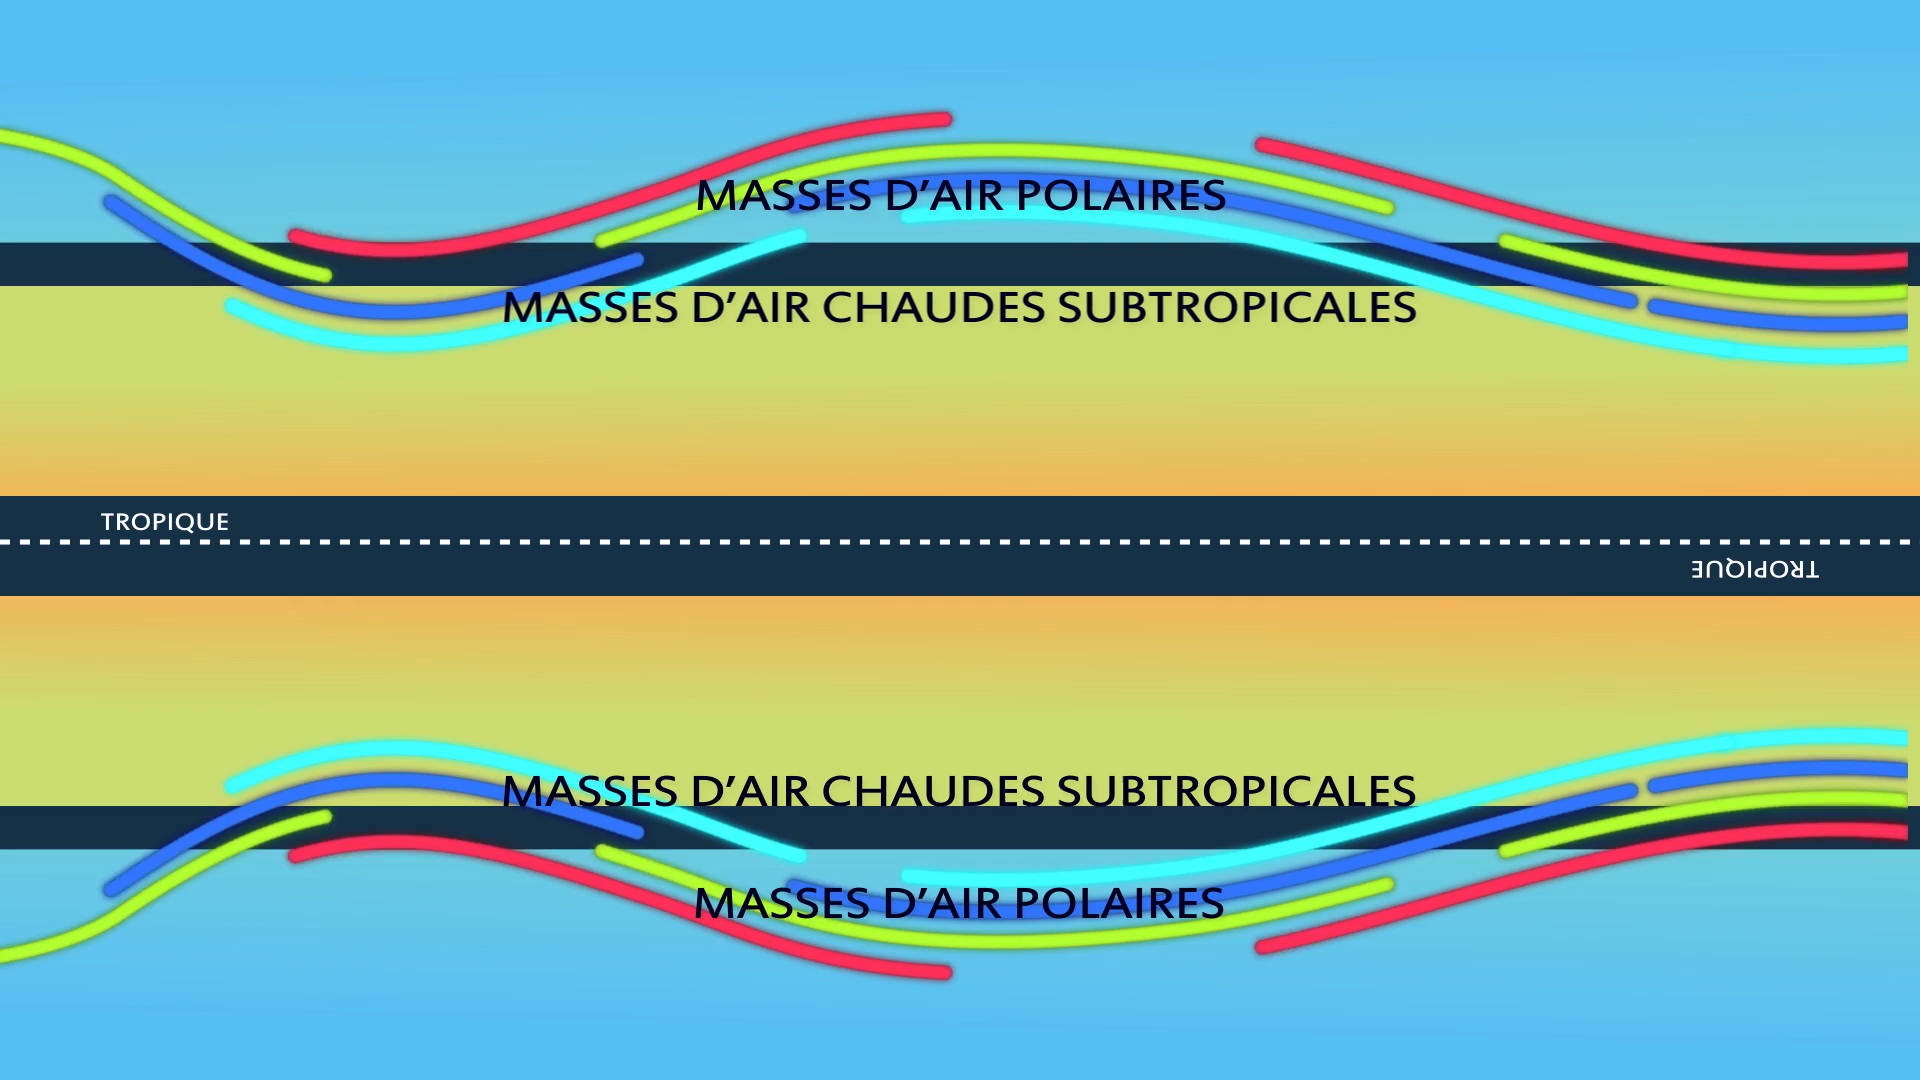 MASSES D’AIR POLAIRES
MASSES D’AIR CHAUDES SUBTROPICALES
TROPIQUE
TROPIQUE
MASSES D’AIR CHAUDES SUBTROPICALES
MASSES D’AIR POLAIRES